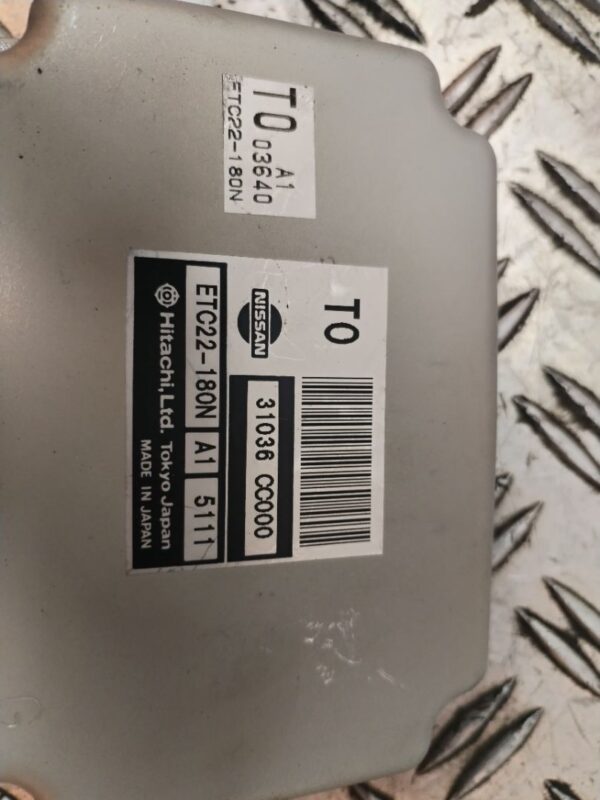 TO A1
03640
ETC22-180N
TO
NISSAN
31036 CC000
ETC22-180N A1 5111
Hitachi,Ltd. Tokyo Japan
MADE IN JAPAN